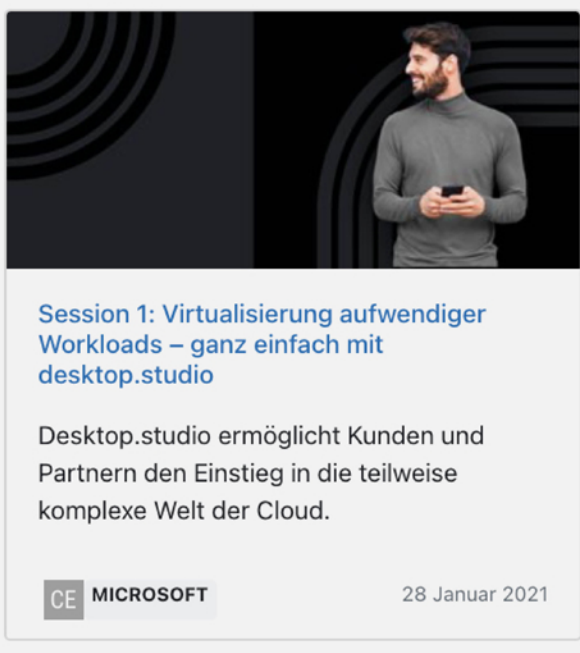 Session 1: Virtualisierung aufwendiger
Workloads – ganz einfach mit
desktop.studio
Desktop.studio ermöglicht Kunden und
Partnern den Einstieg in die teilweise
komplexe Welt der Cloud.
CE MICROSOFT 28 Januar 2021